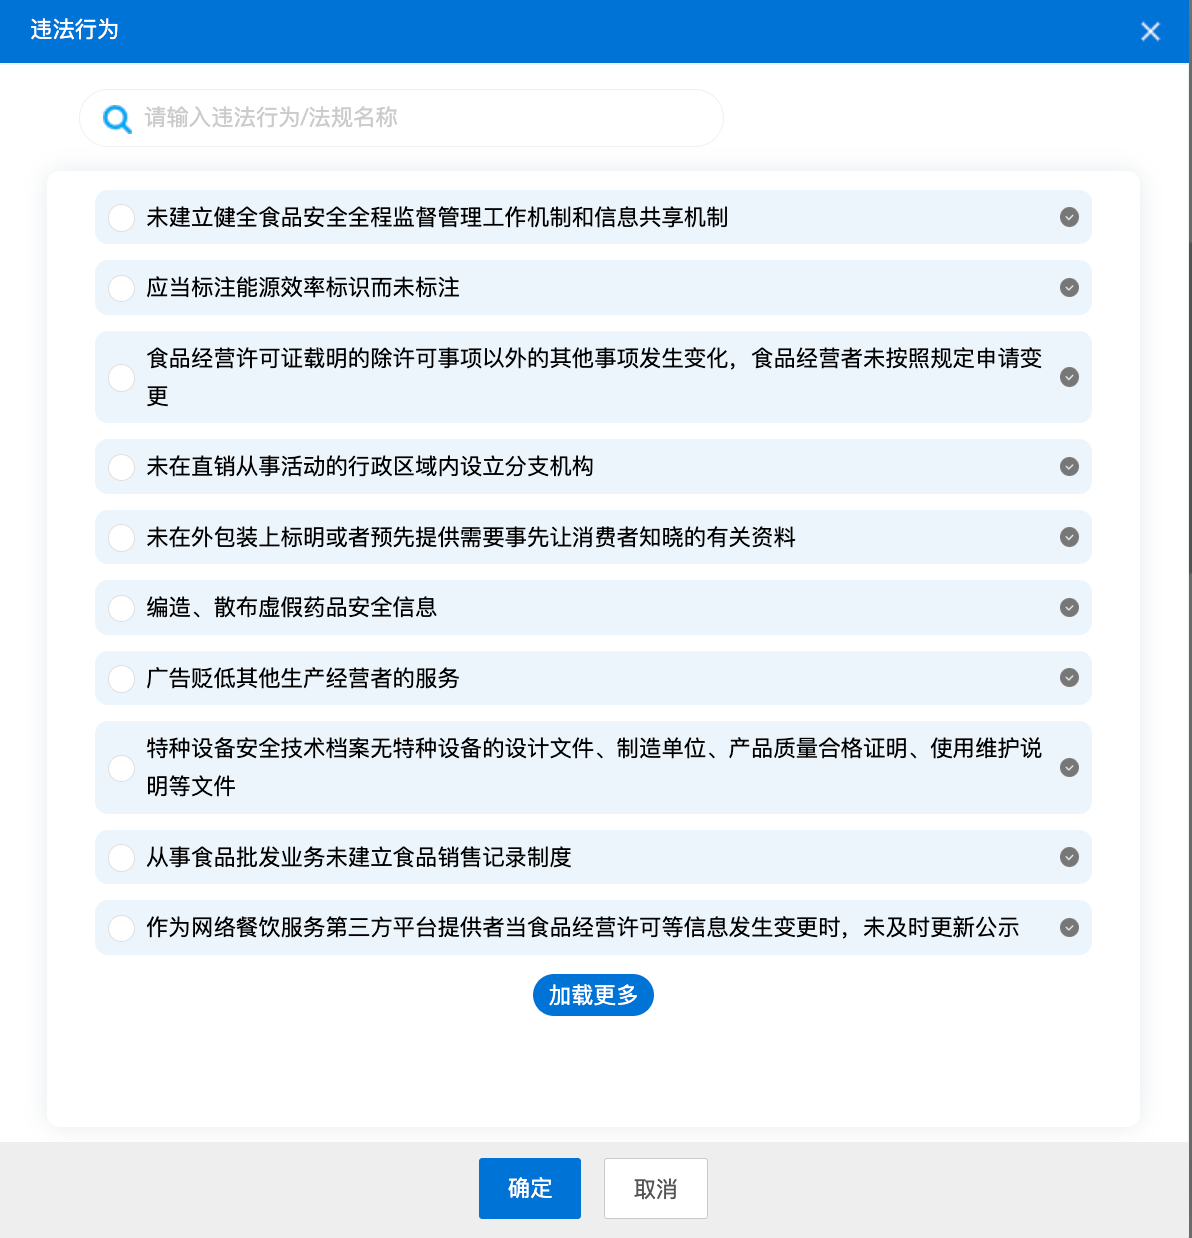 违法行为
请输入违法行为/法规名称
未建立健全食品安全全程监督管理工作机制和信息共享机制
应当标注能源效率标识而未标注
食品经营许可证载明的除许可事项以外的其他事项发生变化，食品经营者未按照规定申请变
更
未在直销从事活动的行政区域内设立分支机构
未在外包装上标明或者预先提供需要事先让消费者知晓的有关资料
编造、散布虚假药品安全信息
广告贬低其他生产经营者的服务
特种设备安全技术档案无特种设备的设计文件、制造单位、产品质量合格证明、使用维护说
明等文件
从事食品批发业务未建立食品销售记录制度
作为网络餐饮服务第三方平台提供者当食品经营许可等信息发生变更时，未及时更新公示
加载更多
确定
取消